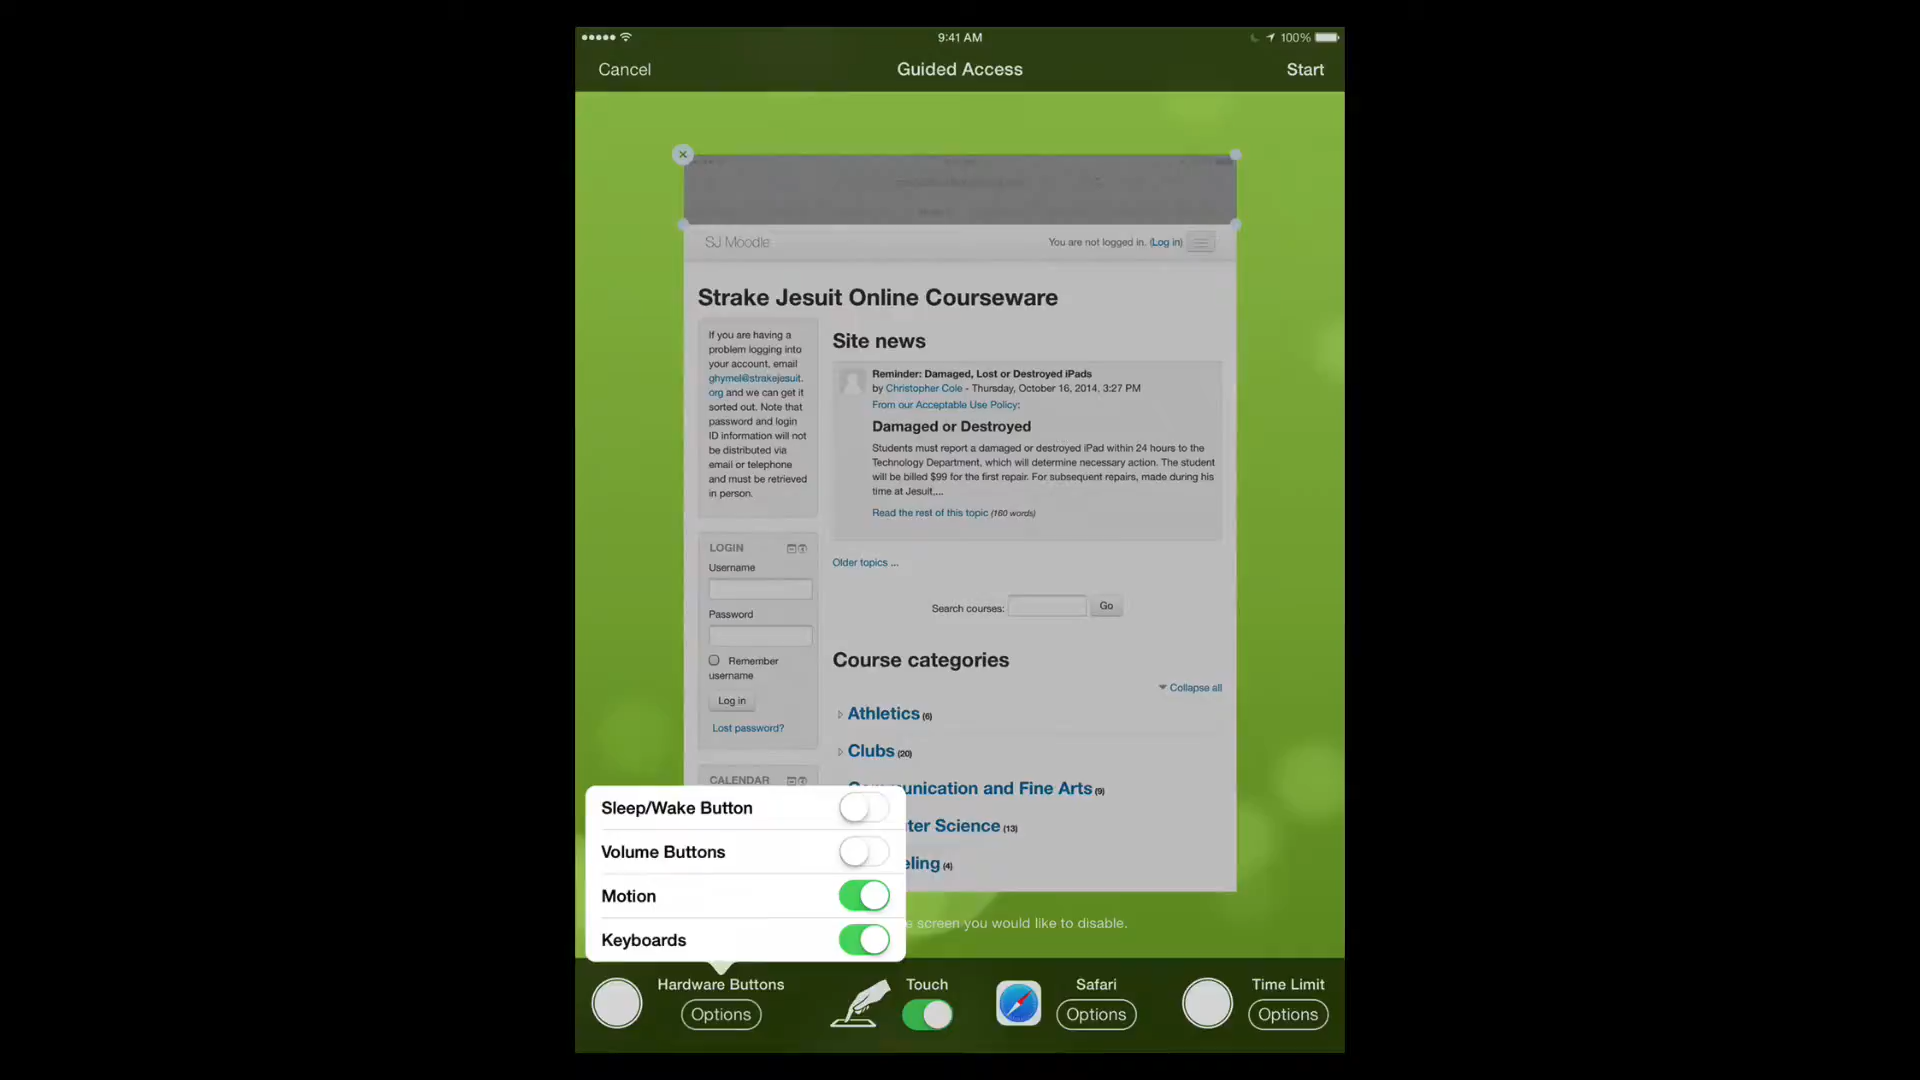 9:41 AM
100%
Cancel
Guided Access
Start
SJ Moodle
You are not logged in. (Log in)
Strake Jesuit Online Courseware
If you are having a
problem logging into
your account, email
ghymel@strakejesuit.
org and we can get it
sorted out. Note that
password and login
ID information will not
be distributed via
email or telephone
and must be retrieved
in person.
Site news
Reminder: Damaged, Lost or Destroyed iPads
by Christopher Cole - Thursday, October 16, 2014, 3:27 PM
From our Acceptable Use Policy:
Damaged or Destroyed
Students must report a damaged or destroyed iPad within 24 hours to the
Technology Department, which will determine necessary action. The student
will be billed $99 for the first repair. For subsequent repairs, made during his
time at Jesuit....
Read the rest of this topic (160 words)
LOGIN
Username
Password
Remember
username
Log in
Lost password?
CALENDAR
Older topics ...
Search courses:
Go
Course categories
Collapse all
Athletics (6)
Clubs (20)
unication and Fine Arts (9)
ter Science (13)
eling (4)
Sleep/Wake Button
Volume Buttons
Motion
Keyboards
screen you would like to disable.
Hardware Buttons
Options
Touch
Safari
Options
Time Limit
Options